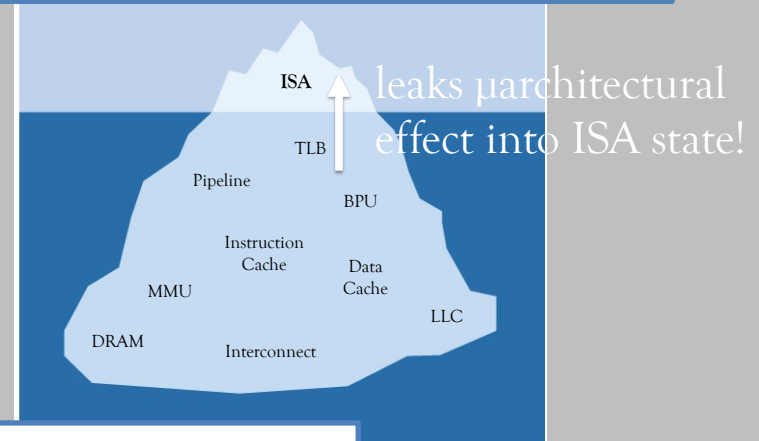 ISA
leaks µarchitectural
effect into ISA state!
TLB
Pipeline
BPU
Instruction
Cache
Data
Cache
MMU
LLC
DRAM
Interconnect